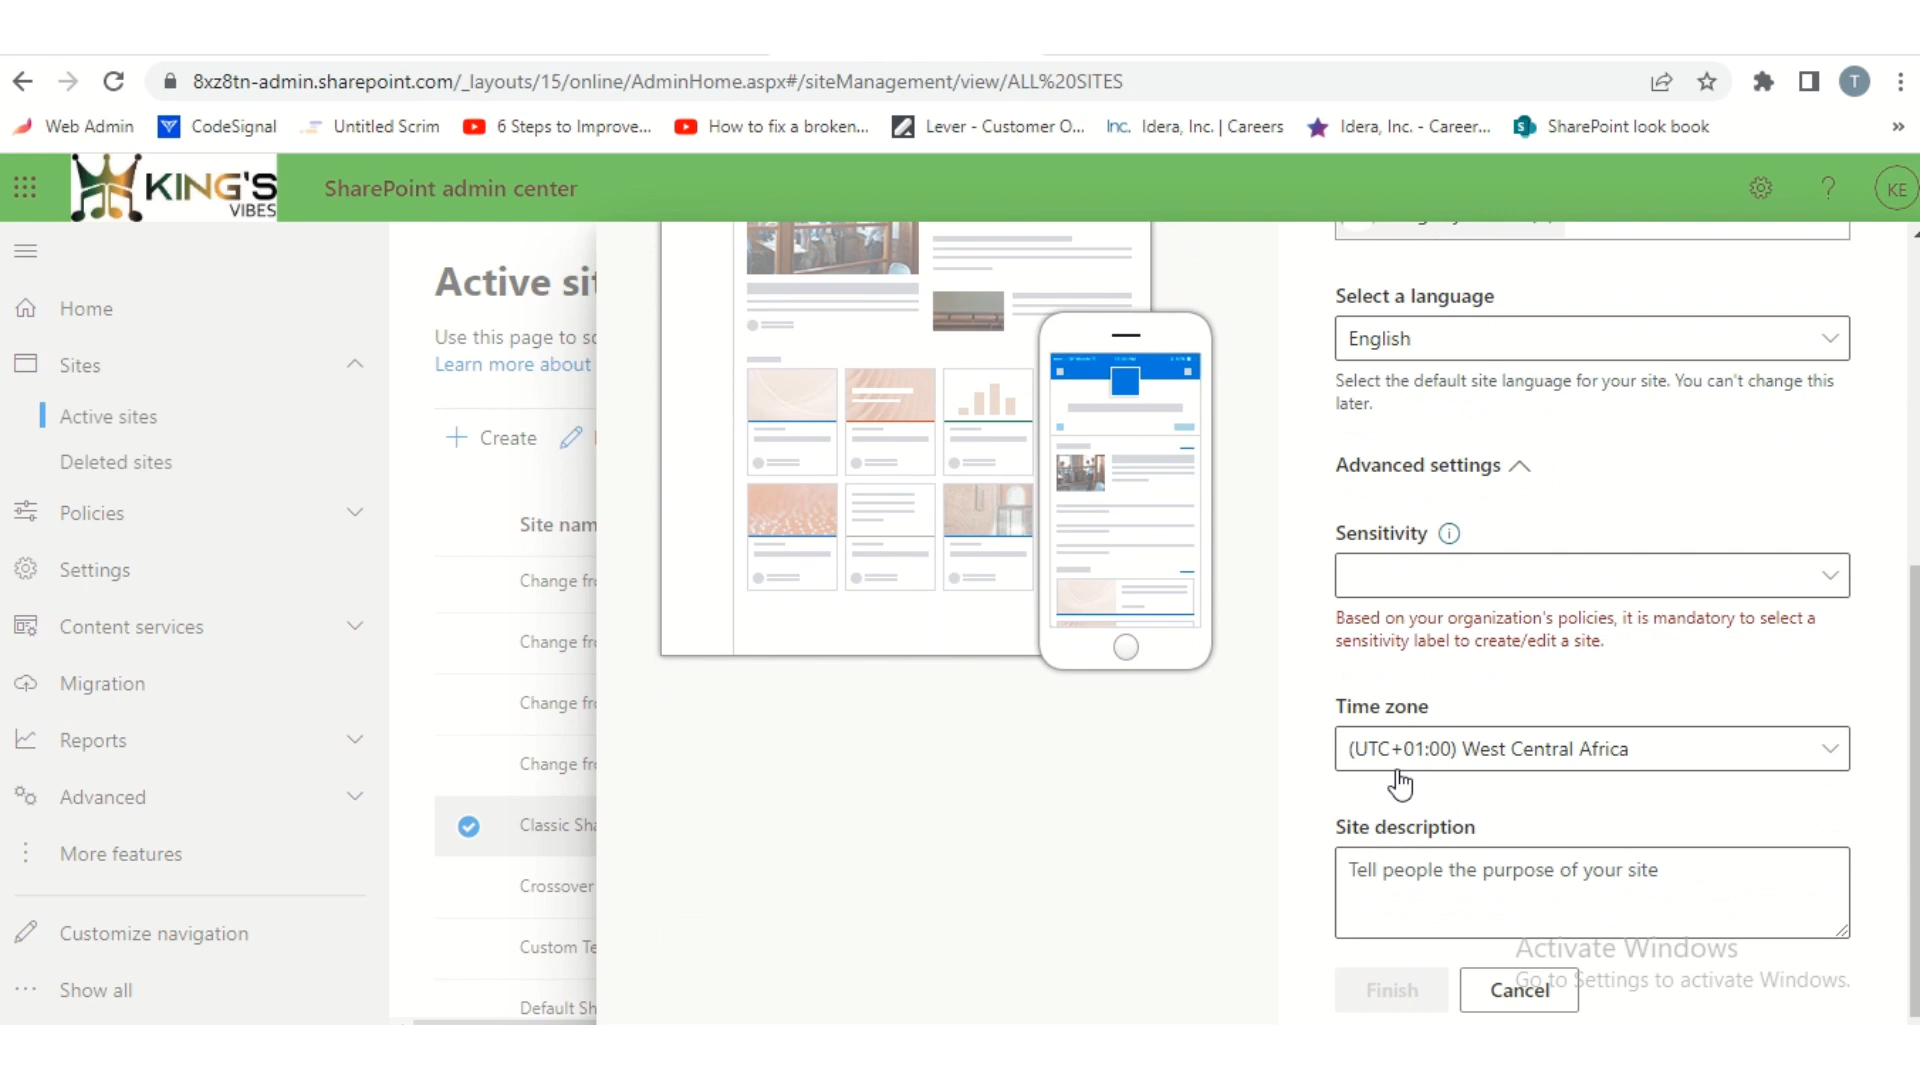 8xz8tn-admin.sharepoint.com/_layouts/15/online/AdminHome.aspx#/siteManagement/view/ALL%20SITES
T
Web Admin
CodeSignal
Untitled Scrim
6 Steps to Improve...
How to fix a broken...
Lever - Customer O...
Inc. Idera, Inc. | Careers
Idera, Inc. - Career...
S SharePoint look book
»
KING'S
VIBES
SharePoint admin center
?
KE
Home
Sites
Active sites
Deleted sites
Policies
Settings
Content services
Migration
Reports
Advanced
More features
Customize navigation
Show all
Active sit
Use this page to so
Learn more about
Create
Site nam
Change fr
Change fr
Change fr
Change fr
Classic Sha
Crossover
Custom Te
Default Sh
Select a language
English
Select the default site language for your site. You can't change this
later.
Advanced settings
Sensitivity
Based on your organization's policies, it is mandatory to select a
sensitivity label to create/edit a site.
Time zone
(UTC+01:00) West Central Africa
Site description
Tell people the purpose of your site
Activate Windows
Go to Settings to activate Windows.
Finish
Cancel